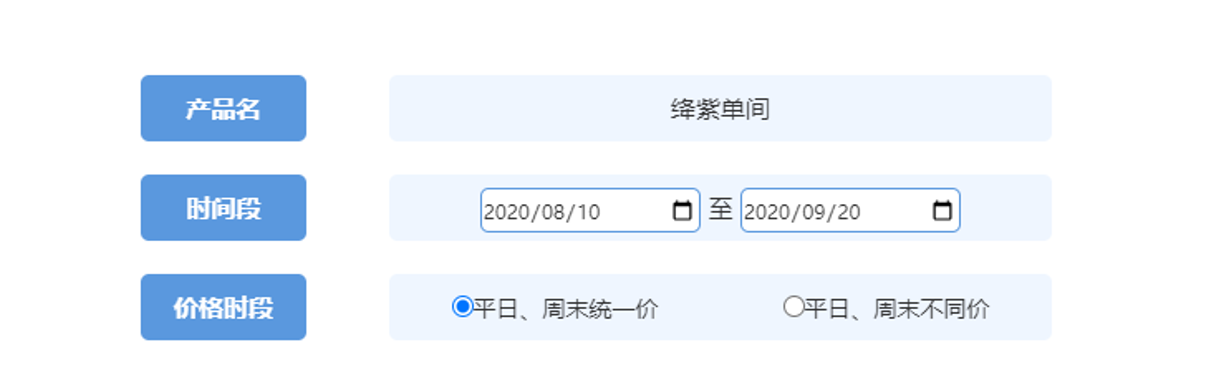 产品名 绛紫单间
时间段 2020/08/10 至 2020/09/20
价格时段 平日、周末统一价 平日、周末不同价